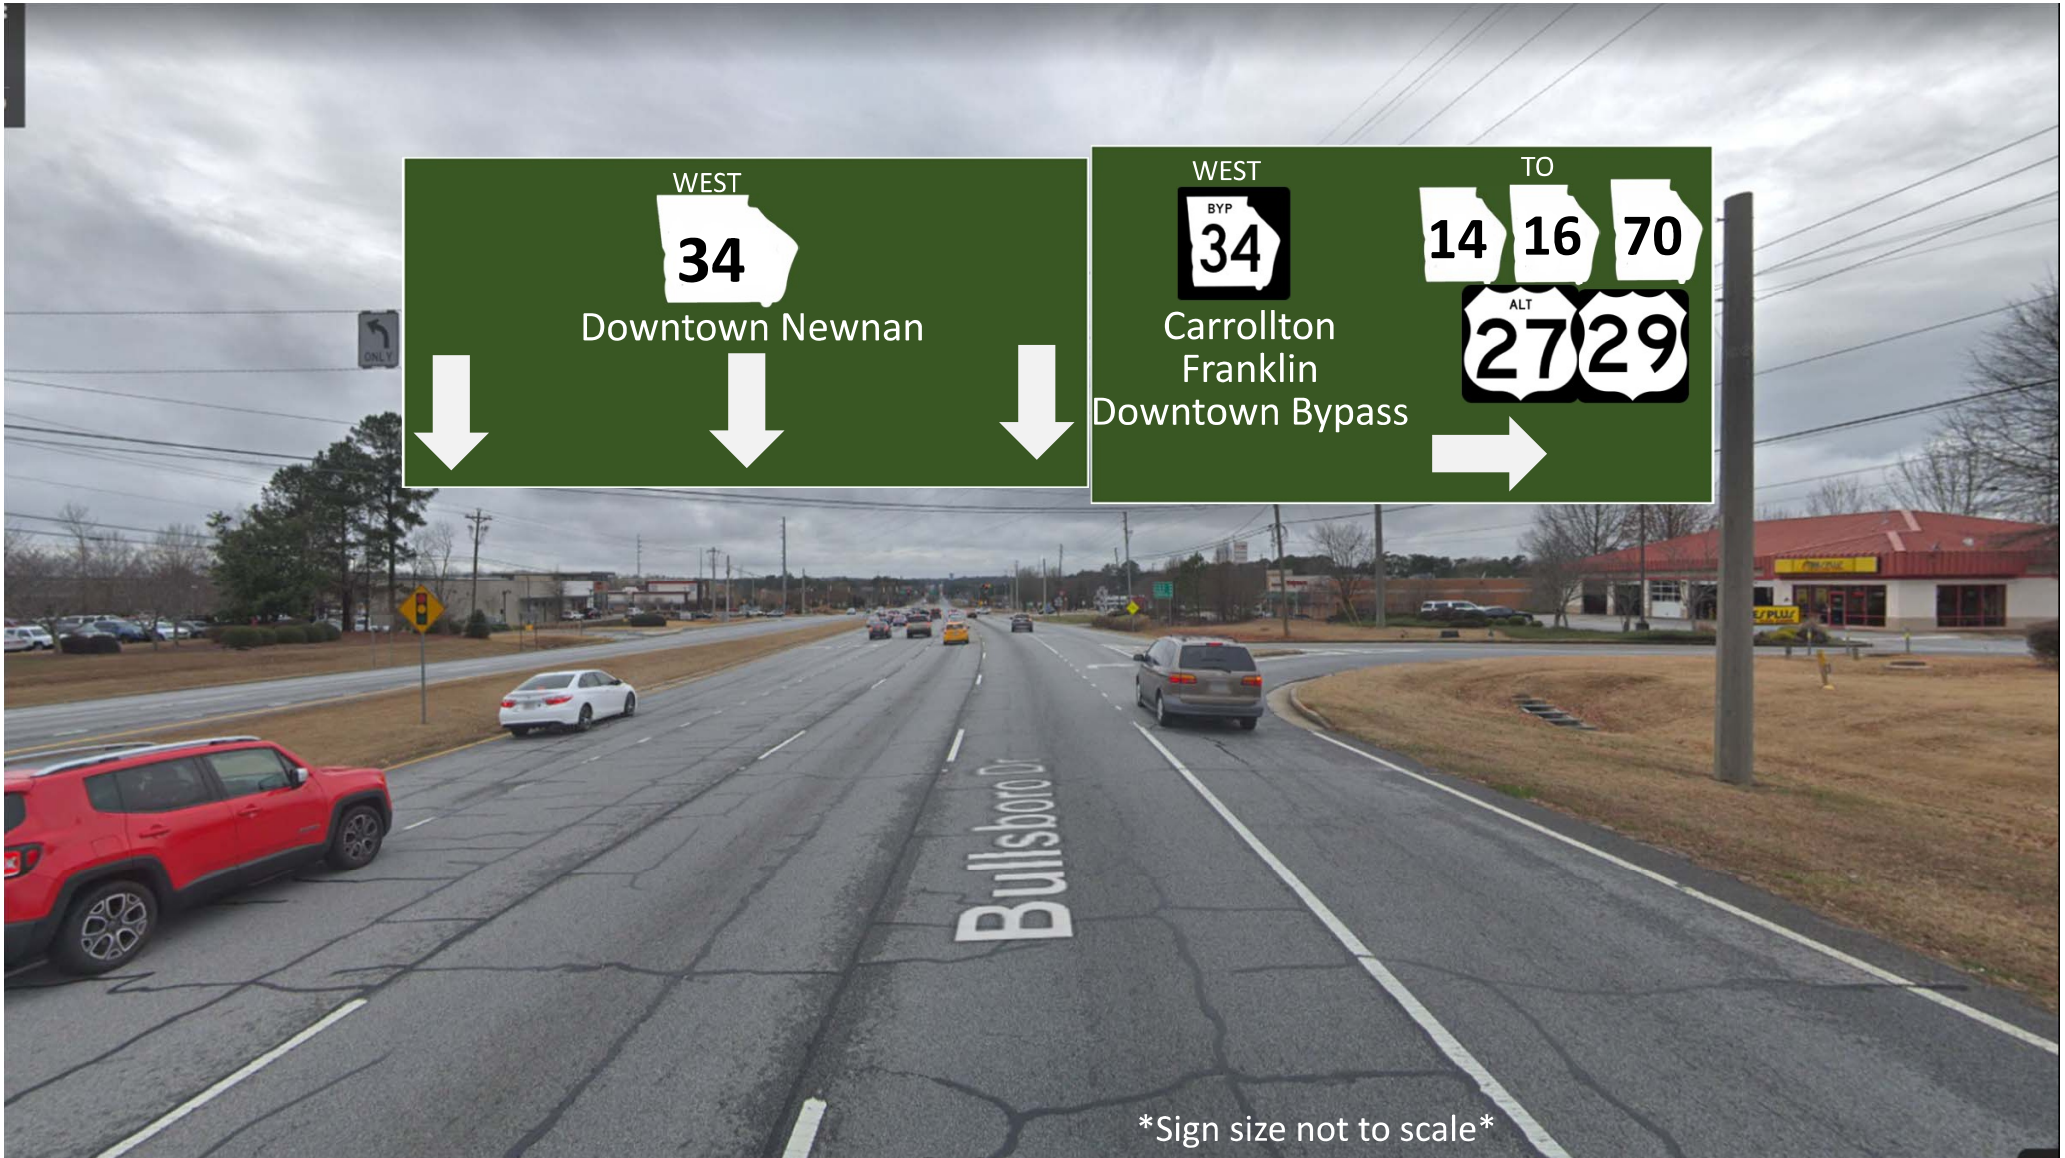 WEST
34
Downtown Newnan
WEST
BYP
34
Carrollton
Franklin
Downtown Bypass
TO
14 16 70
ALT
27 29
ONLY
Bullsboro Dr
*Sign size not to scale*